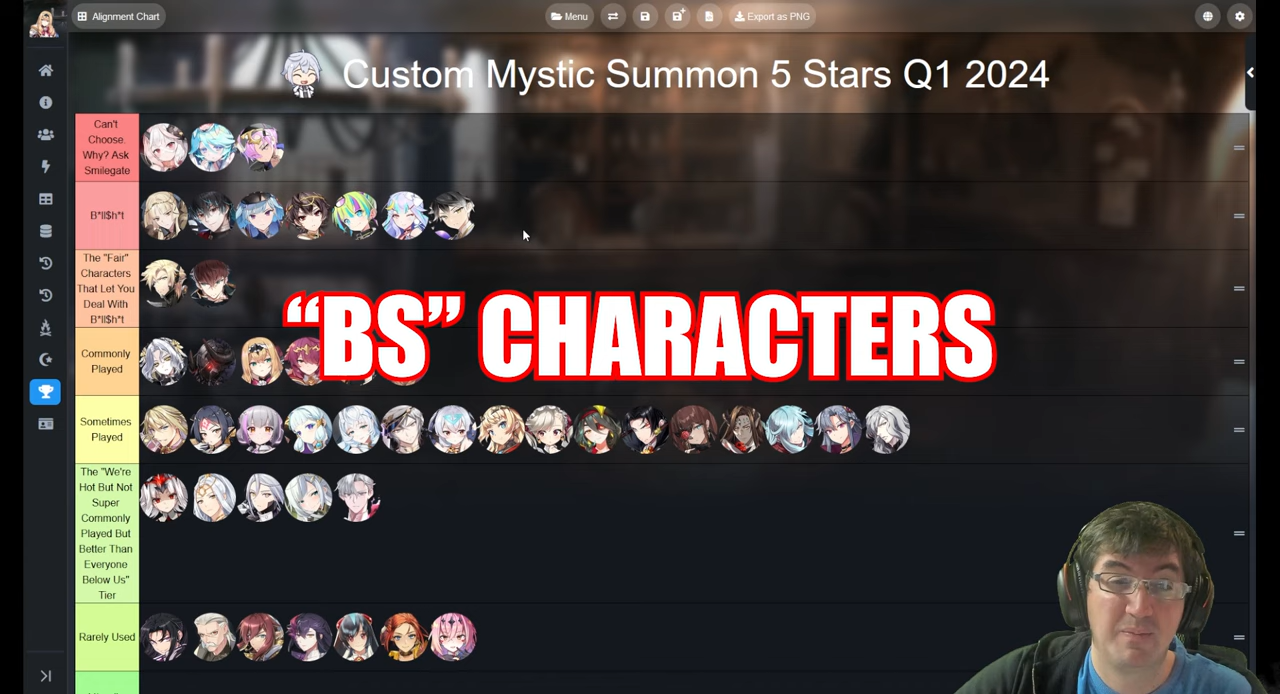 Alignment Chart
Menu
Export as PNG
Custom Mystic Summon 5 Stars Q1 2024
Can't
Choose.
Why? Ask
Smilegate
B*ll$h*t
The "Fair"
Characters
That Let You
Deal With
B*ll$h*t
"BS" CHARACTERS
Commonly
Played
Sometimes
Played
The "We're
Hot But Not
Super
Commonly
Played But
Better Than
Everyone
Below Us"
Tier
Rarely Used